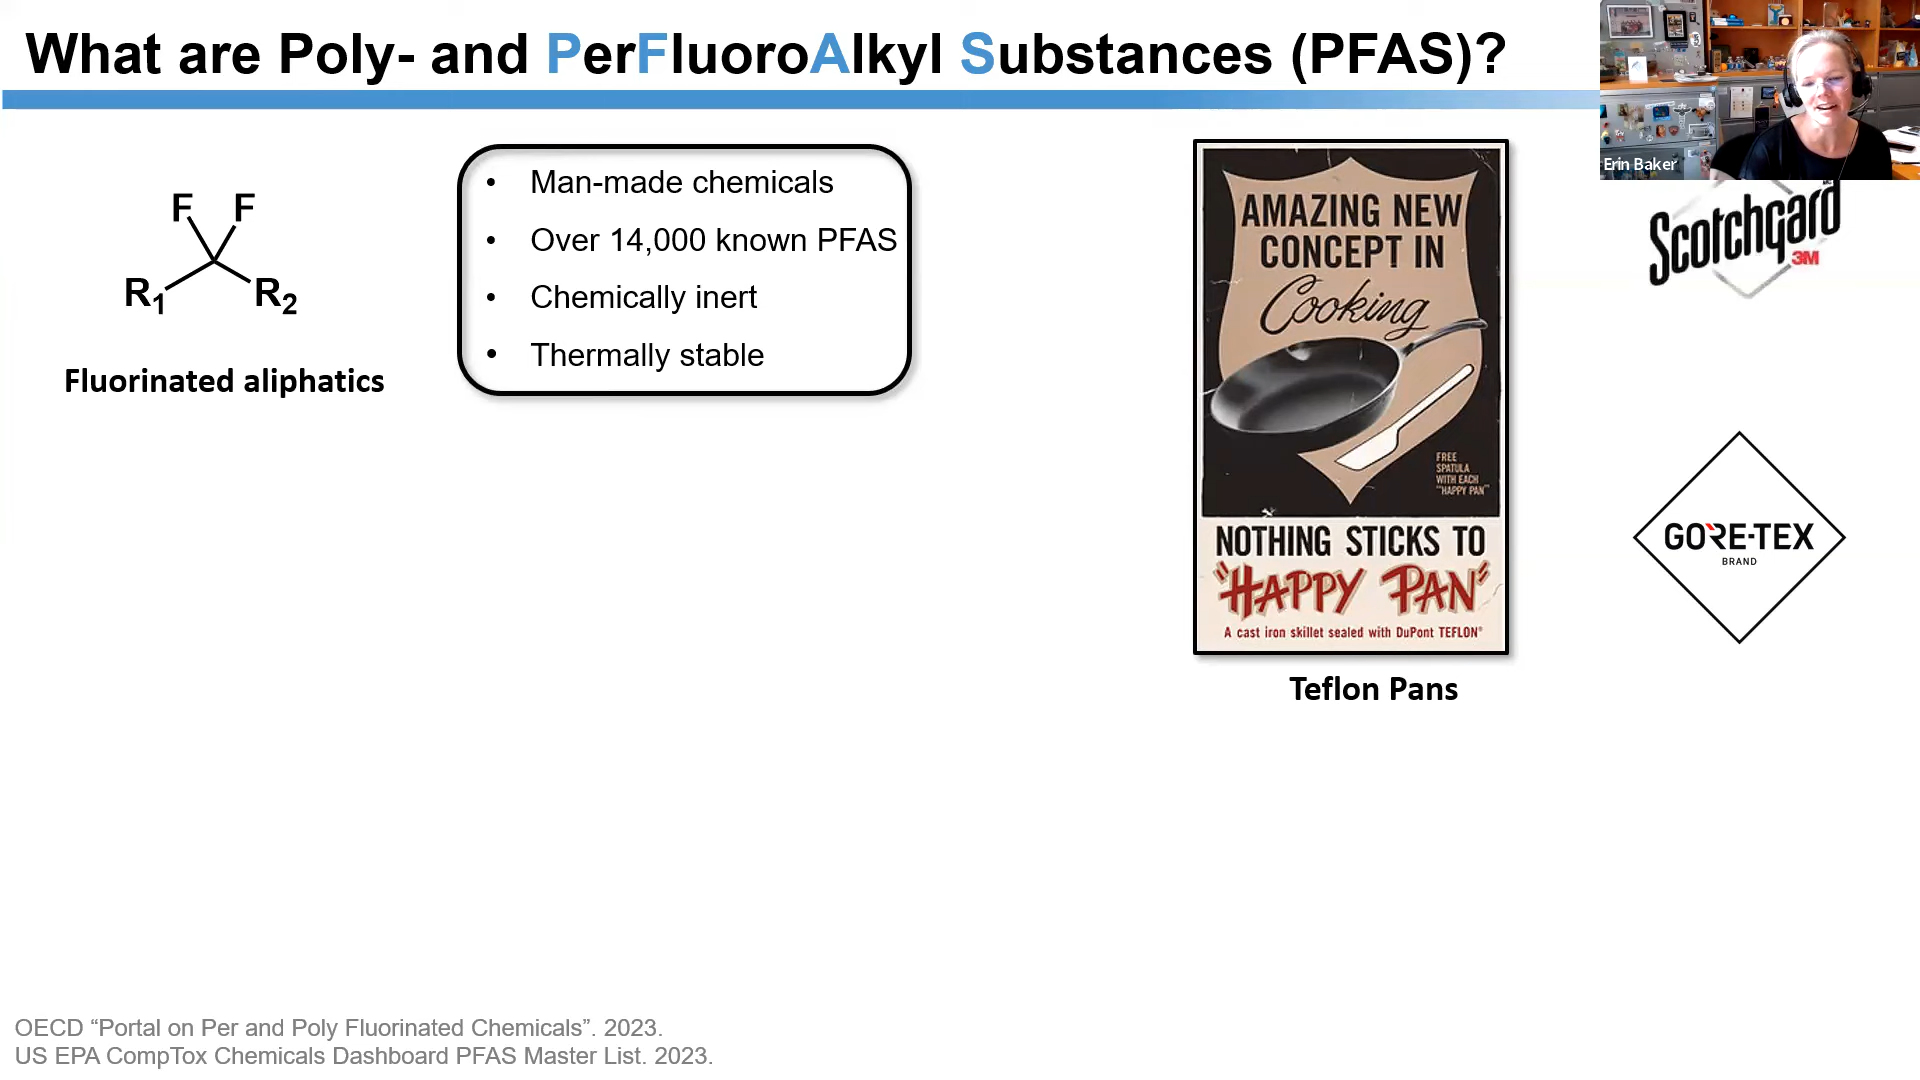 What are Poly- and PerFluoroAlkyl Substances (PFAS)?
Erin Baker
F F
R1 R2
Fluorinated aliphatics
• Man-made chemicals
• Over 14,000 known PFAS
• Chemically inert
• Thermally stable
AMAZING NEW
CONCEPT IN
Cooking
FREE
SPATULA
WITH EACH
"HAPPY PAN"
NOTHING STICKS TO
"HAPPY PAN"
A cast iron skillet sealed with DuPont TEFLON®
Teflon Pans
Scotchgard
3M
GORE-TEX
BRAND
OECD “Portal on Per and Poly Fluorinated Chemicals”. 2023.
US EPA CompTox Chemicals Dashboard PFAS Master List. 2023.